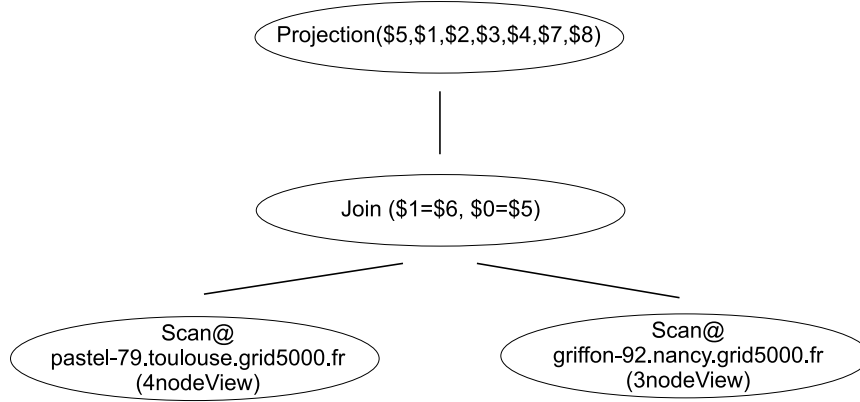 Projection($5,$1,$2,$3,$4,$7,$8)
Join ($1=$6, $0=$5)
Scan@
pastel-79.toulouse.grid5000.fr
(4nodeView)
Scan@
griffon-92.nancy.grid5000.fr
(3nodeView)